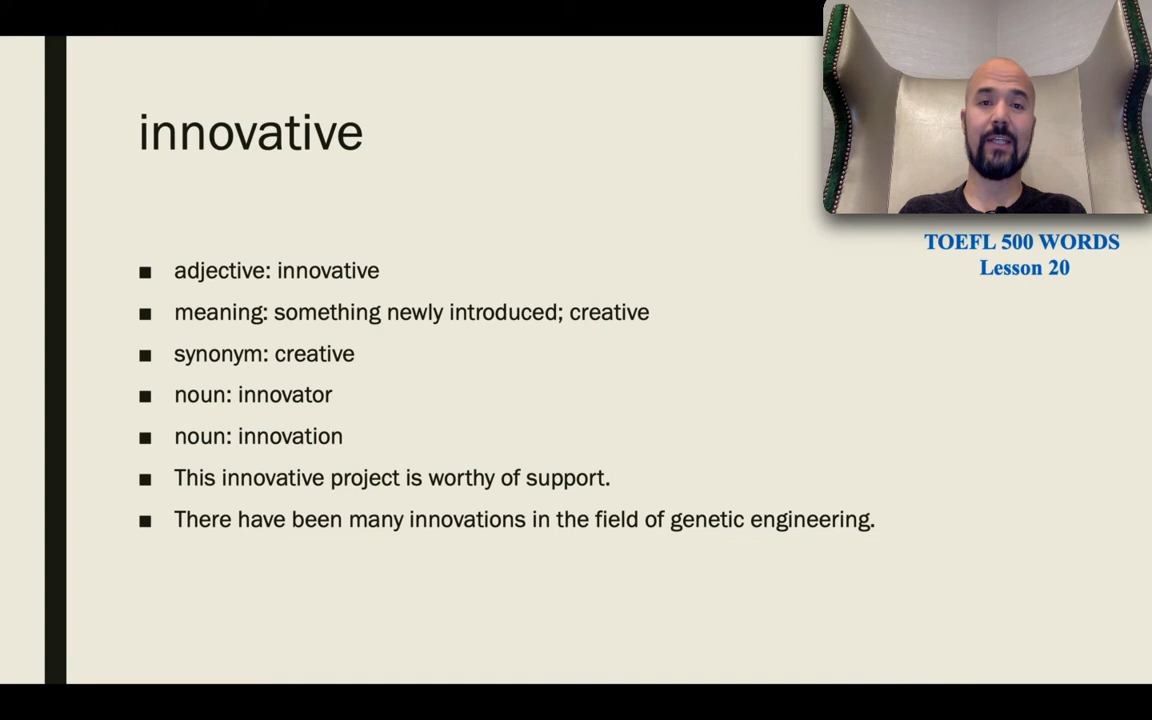 innovative
TOEFL 500 WORDS
Lesson 20
adjective: innovative
meaning: something newly introduced; creative
synonym: creative
noun: innovator
noun: innovation
This innovative project is worthy of support.
There have been many innovations in the field of genetic engineering.